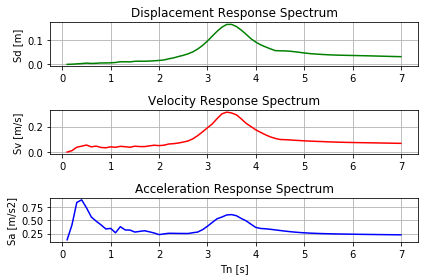 Displacement Response Spectrum
Sd [m]
0.1
0.0
0 1 2 3 4 5 6 7
Velocity Response Spectrum
Sv [m/s]
0.2
0.0
0 1 2 3 4 5 6 7
Acceleration Response Spectrum
Sa [m/s2]
0.75
0.50
0.25
0 1 2 3 4 5 6 7
Tn [s]